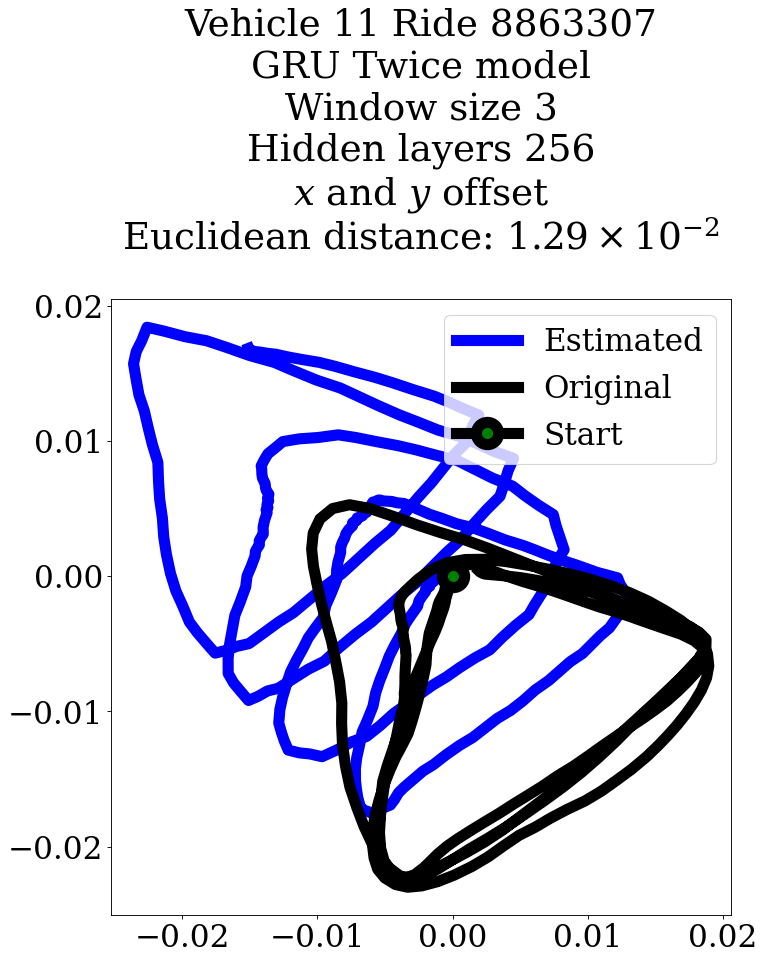 Vehicle 11 Ride 8863307
GRU Twice model
Window size 3
Hidden layers 256
x and y offset
Euclidean distance: 1.29 × 10⁻²
0.02
0.01
0.00
−0.01
−0.02
Estimated
Original
Start
−0.02 −0.01 0.00 0.01 0.02